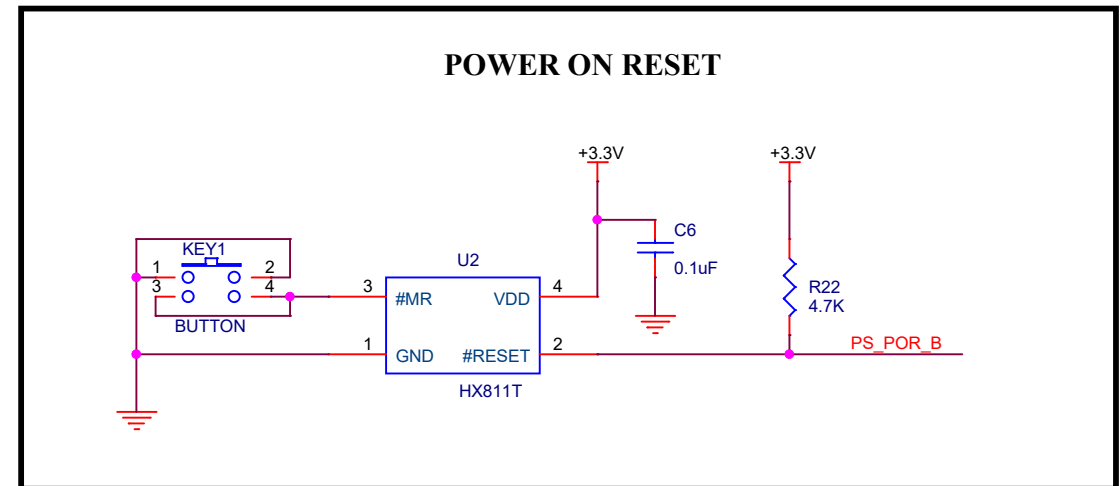 POWER ON RESET
+3.3V
+3.3V
KEY1
1
2
3
4
BUTTON
U2
3
#MR
VDD
4
1
GND
#RESET
2
HX811T
C6
0.1uF
R22
4.7K
PS_POR_B